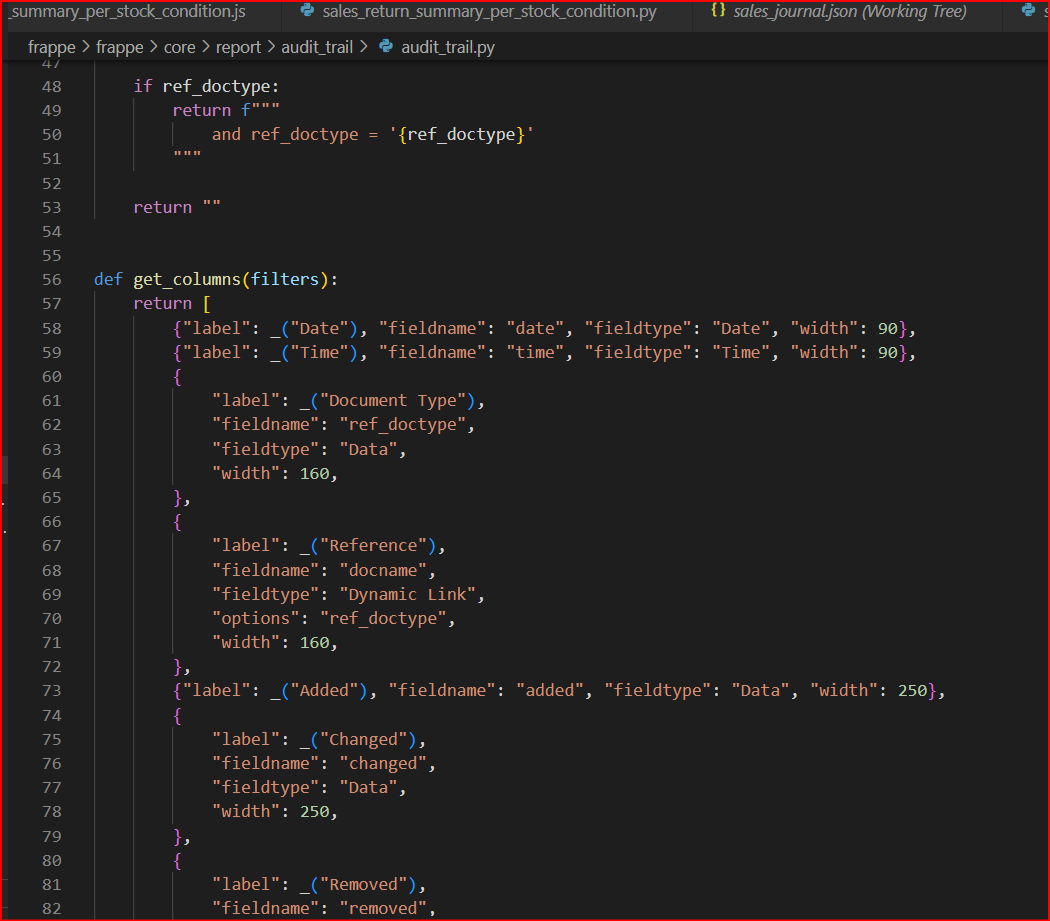 _summary_per_stock_condition.js sales_return_summary_per_stock_condition.py {} sales_journal.json (Working Tree)
frappe > frappe > core > report > audit_trail > audit_trail.py
47
48 if ref_doctype:
49 return f"""
50 and ref_doctype = '{ref_doctype}'
51 """
52
53 return ""
54
55
56 def get_columns(filters):
57 return [
58 {"label": _("Date"), "fieldname": "date", "fieldtype": "Date", "width": 90},
59 {"label": _("Time"), "fieldname": "time", "fieldtype": "Time", "width": 90},
60 {
61 "label": _("Document Type"),
62 "fieldname": "ref_doctype",
63 "fieldtype": "Data",
64 "width": 160,
65 },
66 {
67 "label": _("Reference"),
68 "fieldname": "docname",
69 "fieldtype": "Dynamic Link",
70 "options": "ref_doctype",
71 "width": 160,
72 },
73 {"label": _("Added"), "fieldname": "added", "fieldtype": "Data", "width": 250},
74 {
75 "label": _("Changed"),
76 "fieldname": "changed",
77 "fieldtype": "Data",
78 "width": 250,
79 },
80 {
81 "label": _("Removed"),
82 "fieldname": "removed",